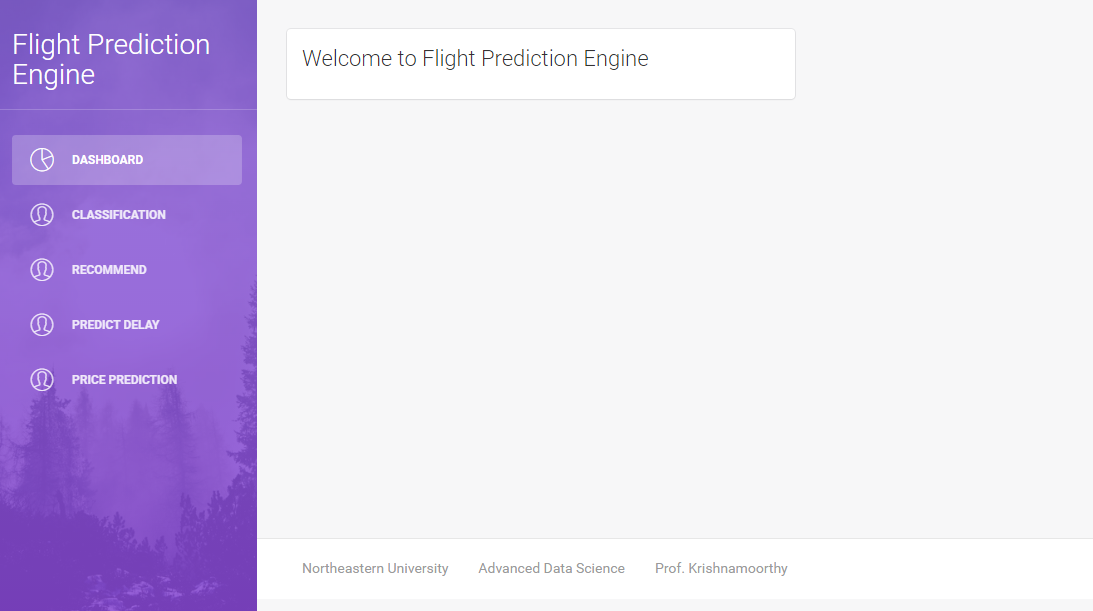 Flight Prediction
Engine
DASHBOARD
CLASSIFICATION
RECOMMEND
PREDICT DELAY
PRICE PREDICTION
Welcome to Flight Prediction Engine
Northeastern University Advanced Data Science Prof. Krishnamoorthy